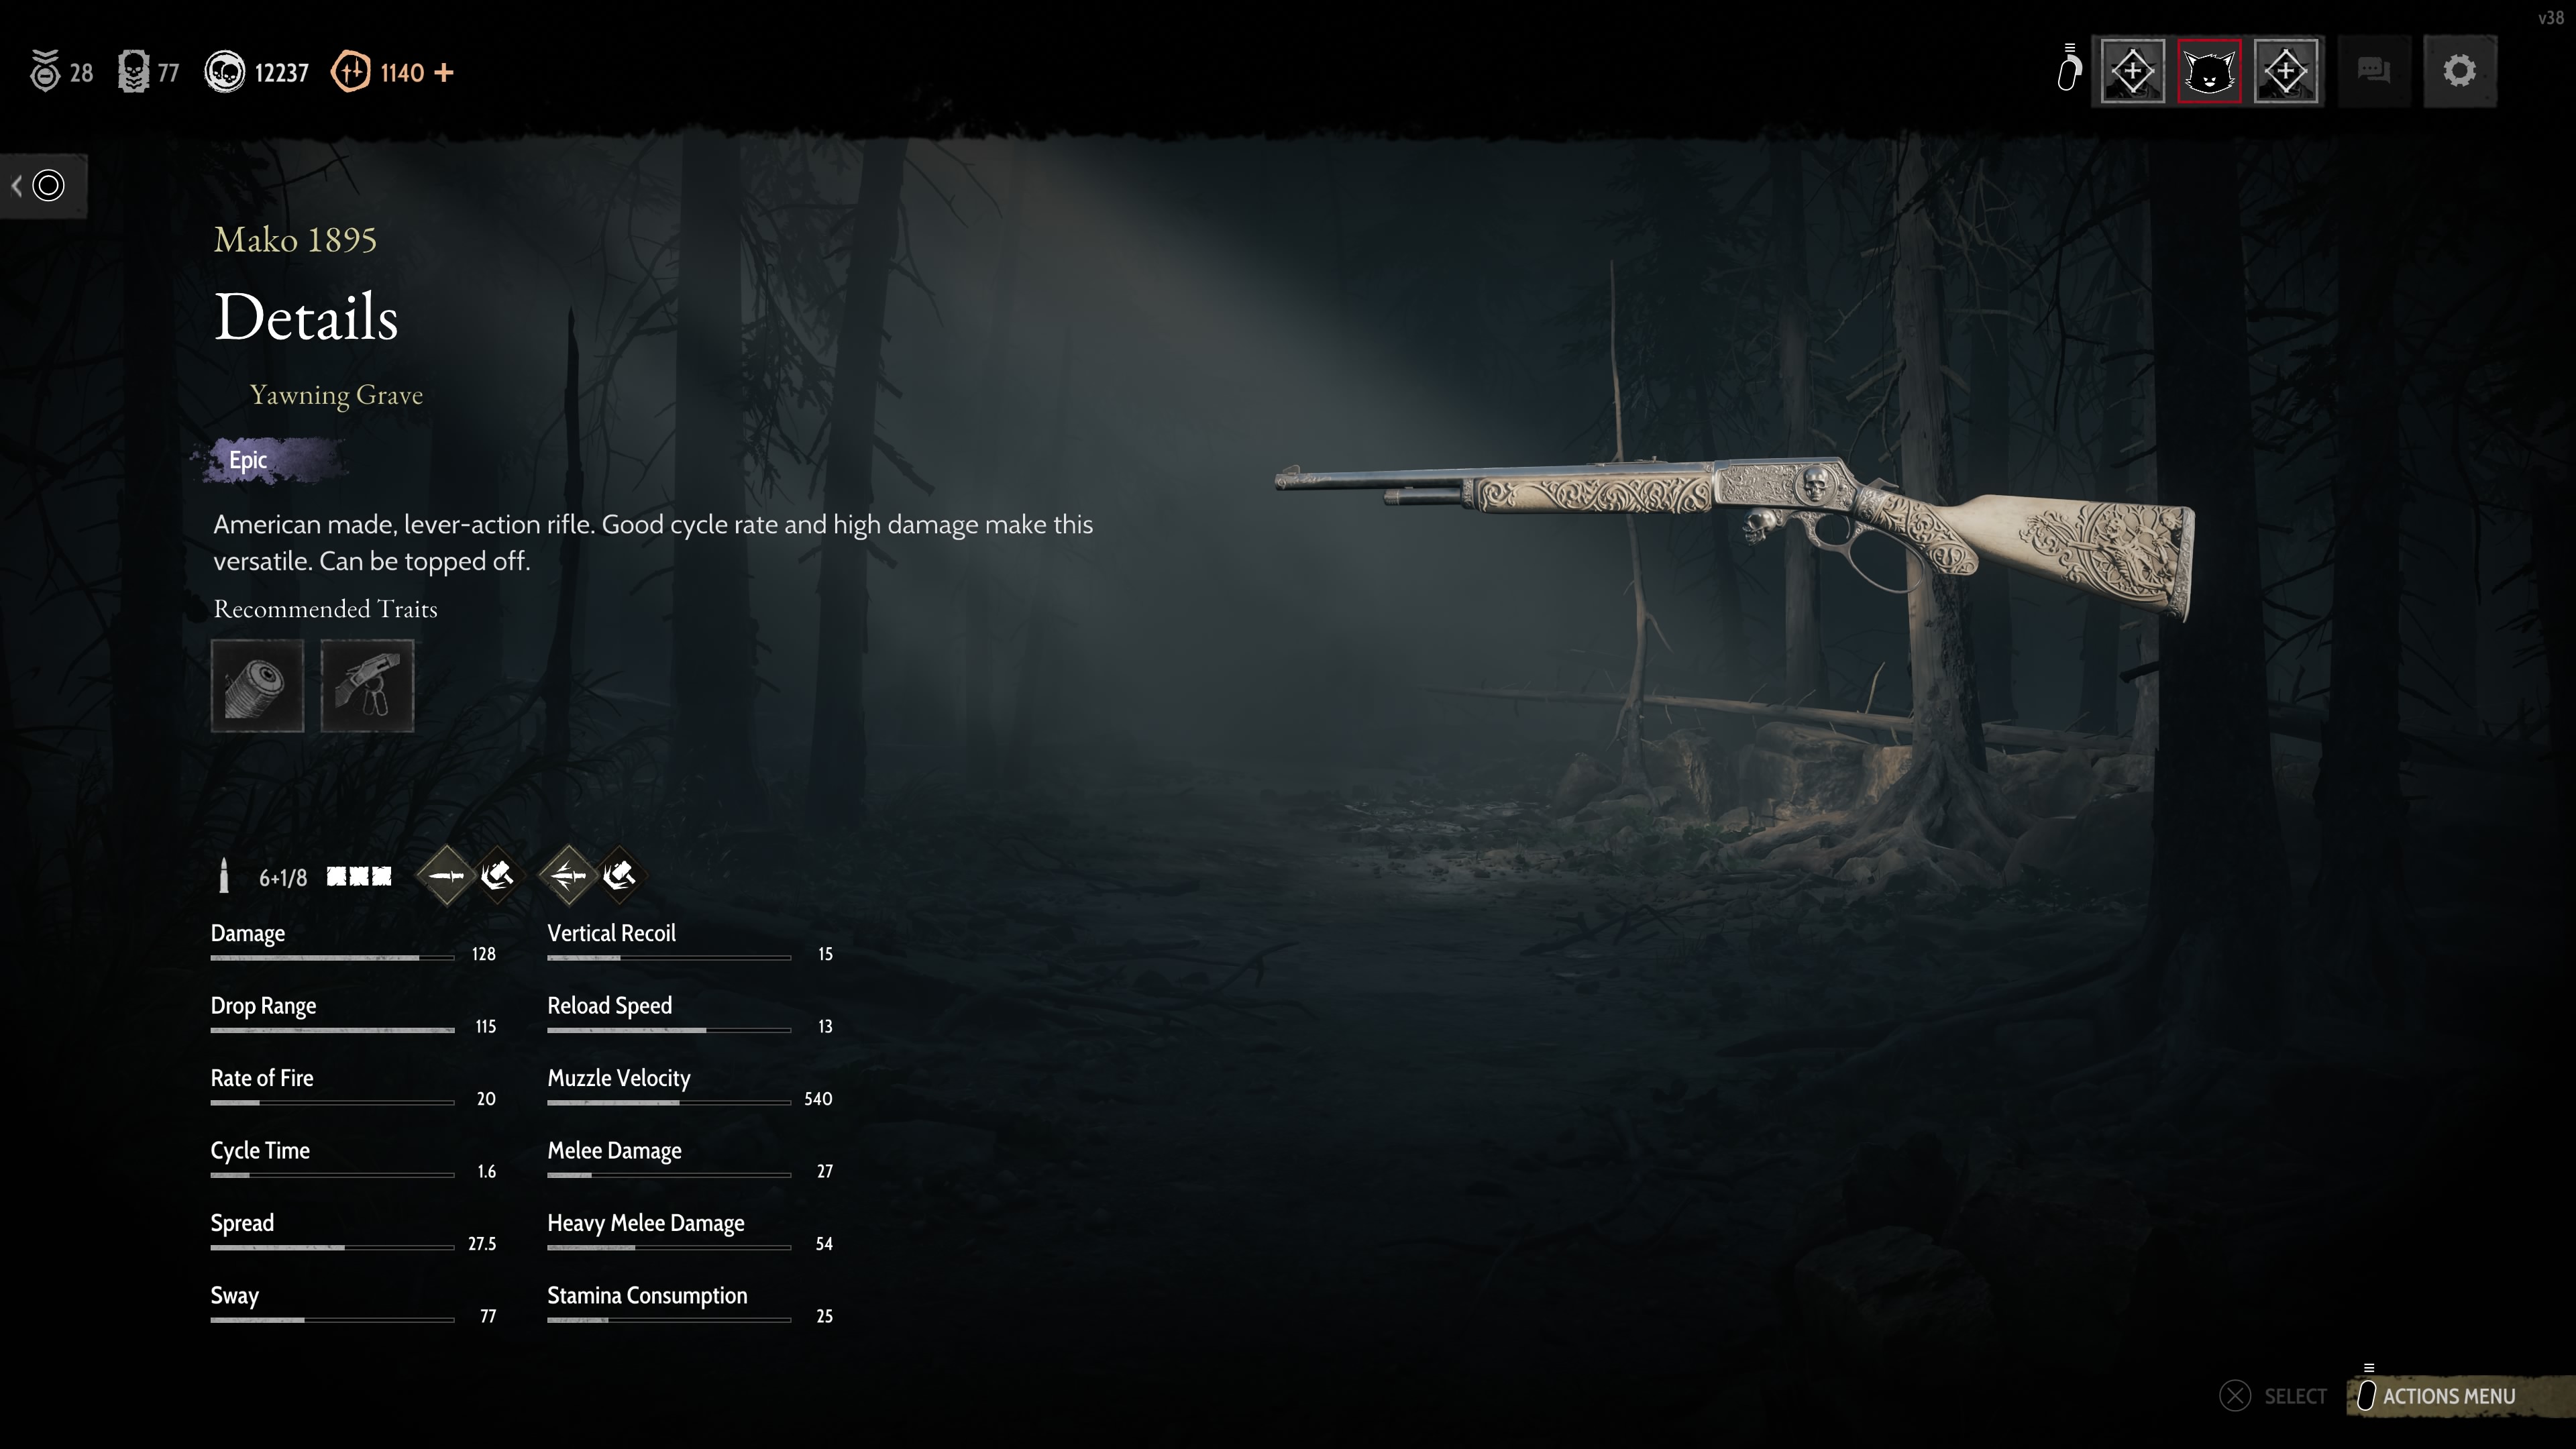 v38
28 77 12237 1140 +
Mako 1895
Details
Yawning Grave
Epic
American made, lever-action rifle. Good cycle rate and high damage make this
versatile. Can be topped off.
Recommended Traits
6+1/8
Damage 128
Drop Range 115
Rate of Fire 20
Cycle Time 1.6
Spread 27.5
Sway 77
Vertical Recoil 15
Reload Speed 13
Muzzle Velocity 540
Melee Damage 27
Heavy Melee Damage 54
Stamina Consumption 25
SELECT
ACTIONS MENU